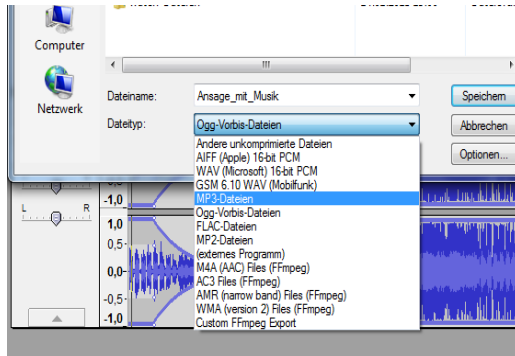 Computer
Netzwerk
Dateiname:
Ansage_mit_Musik
Speichern
Dateityp:
Ogg-Vorbis-Dateien
Abbrechen
Optionen...
Andere unkomprimierte Dateien
AIFF (Apple) 16-bit PCM
WAV (Microsoft) 16-bit PCM
GSM 6.10 WAV (Mobilfunk)
MP3-Dateien
Ogg-Vorbis-Dateien
FLAC-Dateien
MP2-Dateien
(externes Programm)
M4A (AAC) Files (FFmpeg)
AC3 Files (FFmpeg)
AMR (narrow band) Files (FFmpeg)
WMA (version 2) Files (FFmpeg)
Custom FFmpeg Export
-1,0
L R
1,0
0,5-
0,0-
-0,5-
-1,0